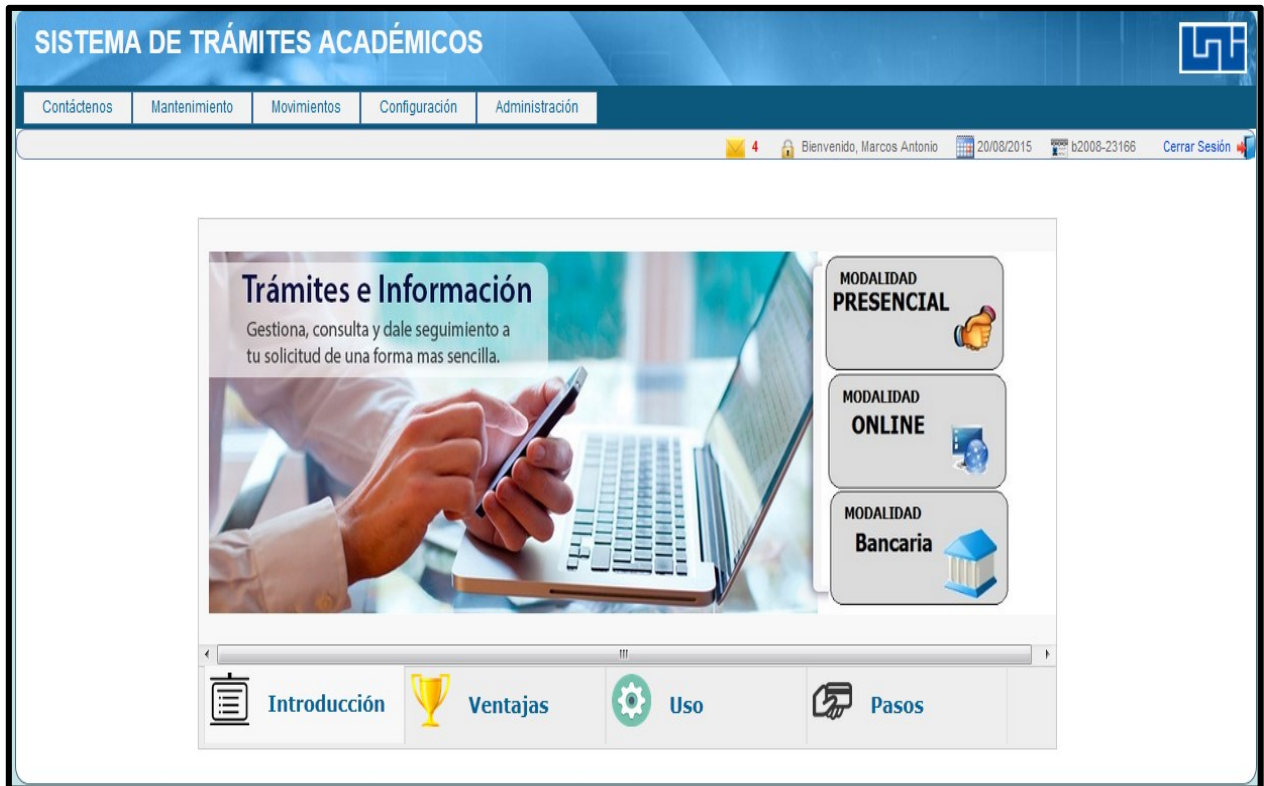 SISTEMA DE TRÁMITES ACADÉMICOS
uni
Contáctenos Mantenimiento Movimientos Configuración Administración
4 Bienvenido, Marcos Antonio 20/08/2015 b2008-23166 Cerrar Sesión
Trámites e Información
Gestiona, consulta y dale seguimiento a
tu solicitud de una forma mas sencilla.
MODALIDAD
PRESENCIAL
MODALIDAD
ONLINE
MODALIDAD
Bancaria
Introducción Ventajas Uso Pasos